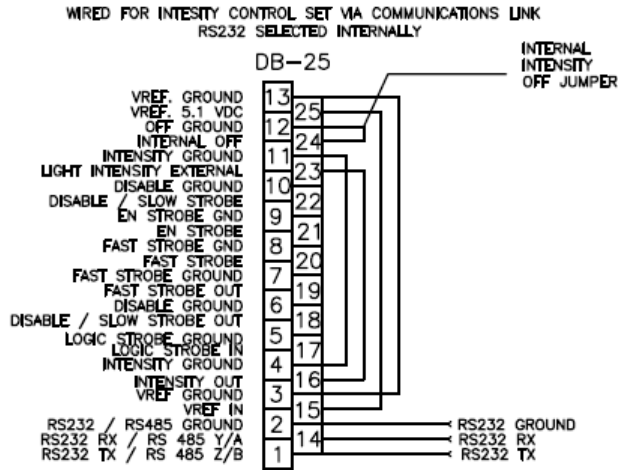 WIRED FOR INTESITY CONTROL SET VIA COMMUNICATIONS LINK
RS232 SELECTED INTERNALLY
DB-25
INTERNAL
INTENSITY
OFF JUMPER
VREF. GROUND 13
VREF. 5.1 VDC 25
OFF GROUND 12
INTERNAL OFF 24
INTENSITY GROUND 11
LIGHT INTENSITY EXTERNAL 23
DISABLE GROUND 10
DISABLE / SLOW STROBE 22
EN STROBE GND 9
EN STROBE 21
FAST STROBE GND 8
FAST STROBE 20
FAST STROBE GROUND 7
FAST STROBE OUT 19
DISABLE GROUND 6
DISABLE / SLOW STROBE OUT 18
LOGIC STROBE GROUND 5
LOGIC STROBE IN 17
INTENSITY GROUND 4
INTENSITY OUT 16
VREF GROUND 3
VREF IN 15
RS232 / RS485 GROUND 2 RS232 GROUND
RS232 RX / RS 485 Y/A 14 RS232 RX
RS232 TX / RS 485 Z/B 1 RS232 TX